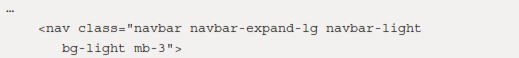 …
<nav class="navbar navbar-expand-lg navbar-light
bg-light mb-3">